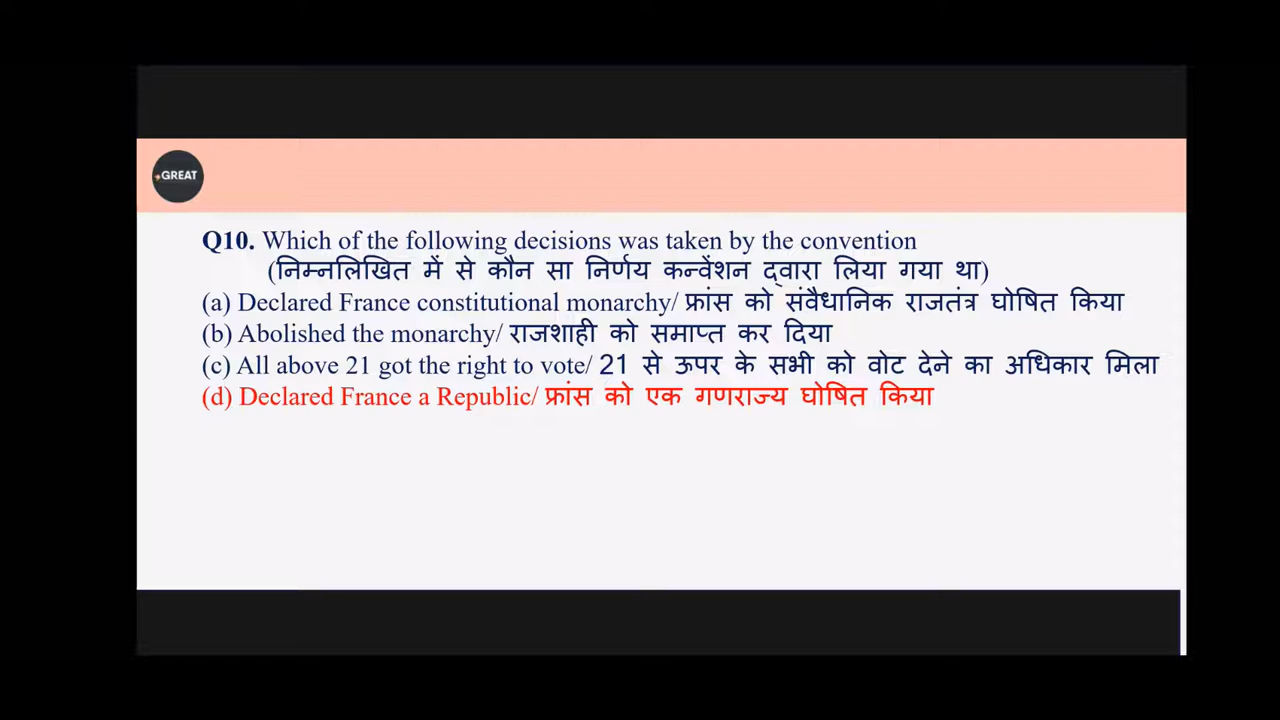 GREAT
Q10. Which of the following decisions was taken by the convention
(निम्नलिखित में से कौन सा निर्णय कन्वेंशन द्वारा लिया गया था)
(a) Declared France constitutional monarchy/ फ्रांस को संवैधानिक राजतंत्र घोषित किया
(b) Abolished the monarchy/ राजशाही को समाप्त कर दिया
(c) All above 21 got the right to vote/ 21 से ऊपर के सभी को वोट देने का अधिकार मिला
(d) Declared France a Republic/ फ्रांस को एक गणराज्य घोषित किया